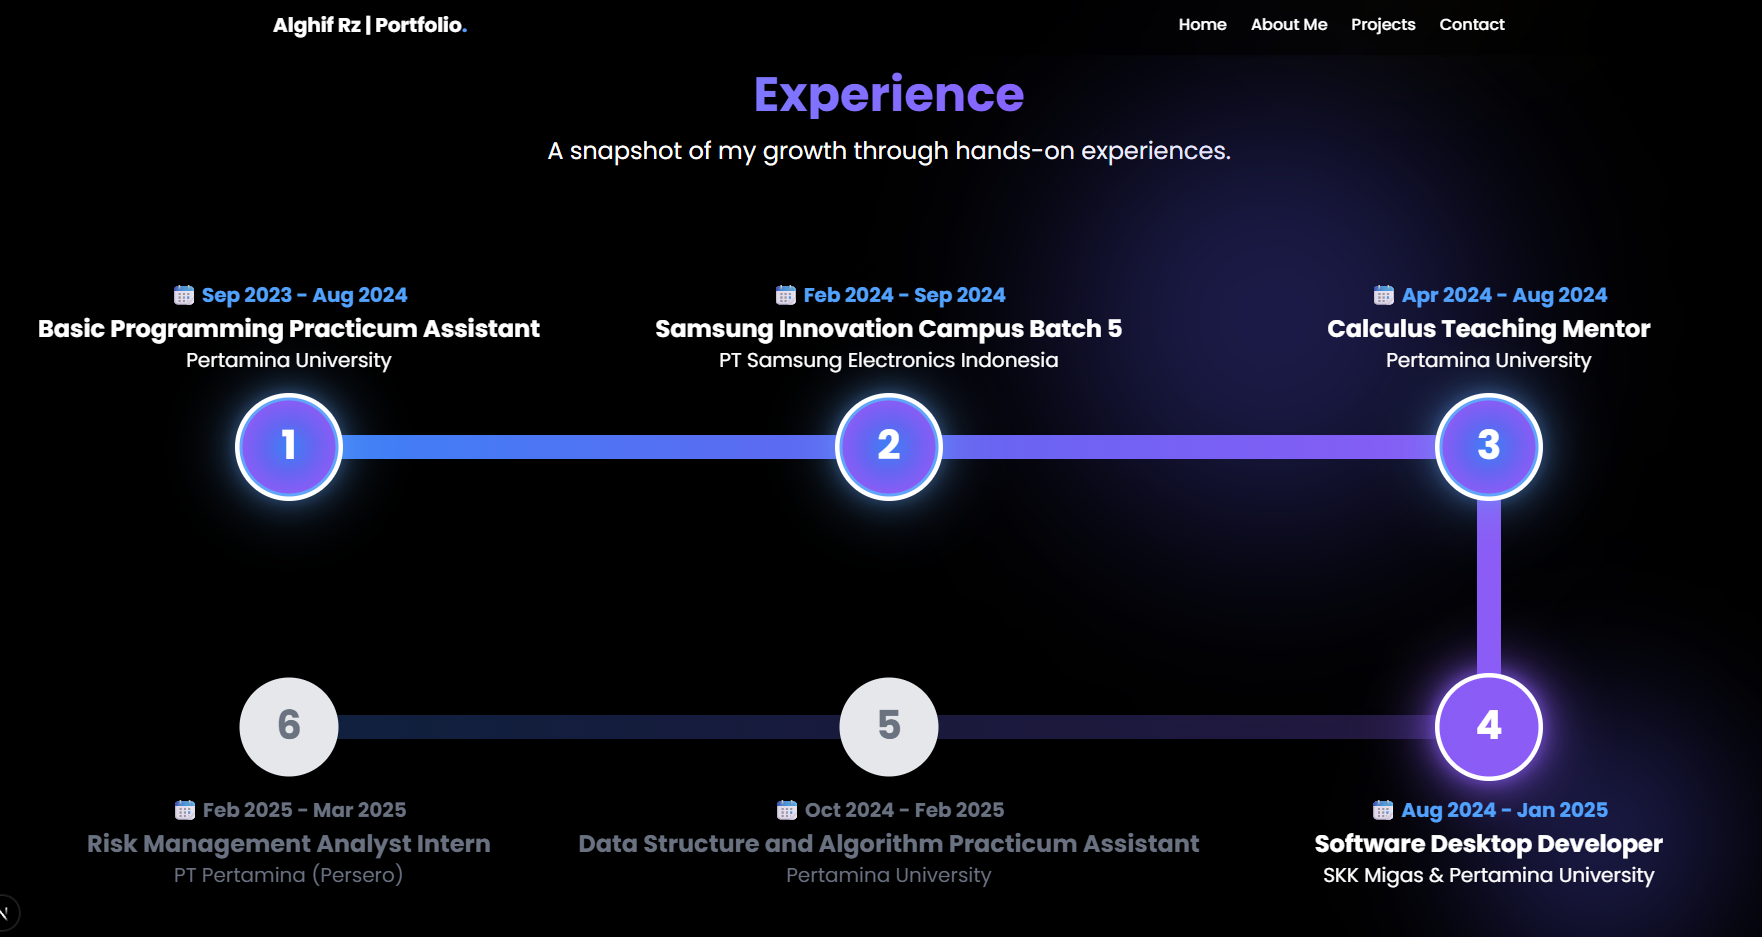 Alghif Rz | Portfolio.
Home About Me Projects Contact
Experience
A snapshot of my growth through hands-on experiences.
Sep 2023 - Aug 2024
Basic Programming Practicum Assistant
Pertamina University
1
Feb 2024 - Sep 2024
Samsung Innovation Campus Batch 5
PT Samsung Electronics Indonesia
2
Apr 2024 - Aug 2024
Calculus Teaching Mentor
Pertamina University
3
4
Aug 2024 - Jan 2025
Software Desktop Developer
SKK Migas & Pertamina University
5
Oct 2024 - Feb 2025
Data Structure and Algorithm Practicum Assistant
Pertamina University
6
Feb 2025 - Mar 2025
Risk Management Analyst Intern
PT Pertamina (Persero)
N